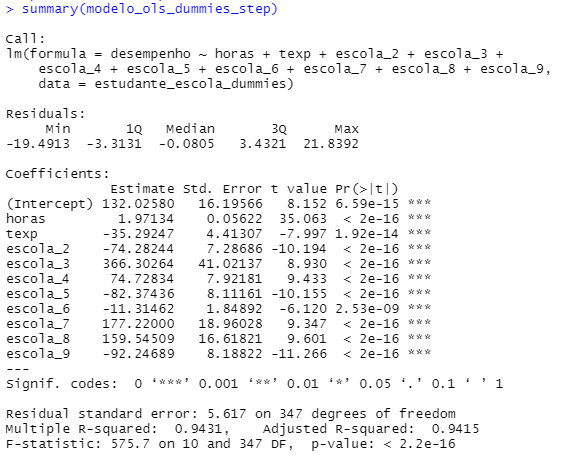 > summary(modelo_ols_dummies_step)
Call:
lm(formula = desempenho ~ horas + texp + escola_2 + escola_3 +
    escola_4 + escola_5 + escola_6 + escola_7 + escola_8 + escola_9,
    data = estudante_escola_dummies)
Residuals:
     Min       1Q   Median       3Q      Max
-19.4913  -3.3131  -0.0805   3.4321  21.8392
Coefficients:
             Estimate Std. Error t value Pr(>|t|)
(Intercept) 132.02580   16.19566   8.152 6.59e-15 ***
horas         1.97134    0.05622  35.063  < 2e-16 ***
texp        -35.29247    4.41307  -7.997 1.92e-14 ***
escola_2    -74.28244    7.28686 -10.194  < 2e-16 ***
escola_3    366.30264   41.02137   8.930  < 2e-16 ***
escola_4     74.72834    7.92181   9.433  < 2e-16 ***
escola_5    -82.37436    8.11161 -10.155  < 2e-16 ***
escola_6    -11.31462    1.84892  -6.120 2.53e-09 ***
escola_7    177.22000   18.96028   9.347  < 2e-16 ***
escola_8    159.54509   16.61821   9.601  < 2e-16 ***
escola_9    -92.24689    8.18822 -11.266  < 2e-16 ***
---
Signif. codes:  0 ‘***’ 0.001 ‘**’ 0.01 ‘*’ 0.05 ‘.’ 0.1 ‘ ’ 1
Residual standard error: 5.617 on 347 degrees of freedom
Multiple R-squared:  0.9431,    Adjusted R-squared:  0.9415
F-statistic: 575.7 on 10 and 347 DF,  p-value: < 2.2e-16